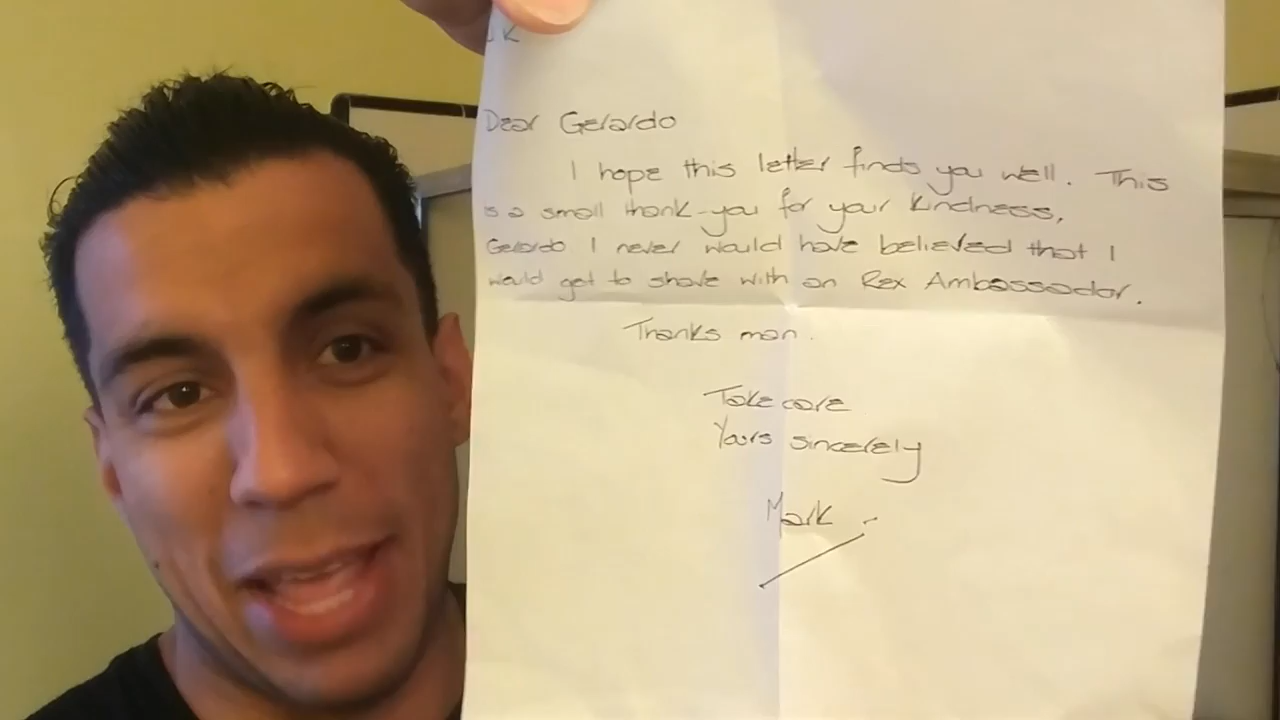 UK
Dear Gerardo
I hope this letter finds you well. This
is a small thank-you for your kindness,
Gerardo I never would have believed that I
would get to shave with an Rex Ambassador.
Thanks man.
Take care
Yours sincerely
Mark